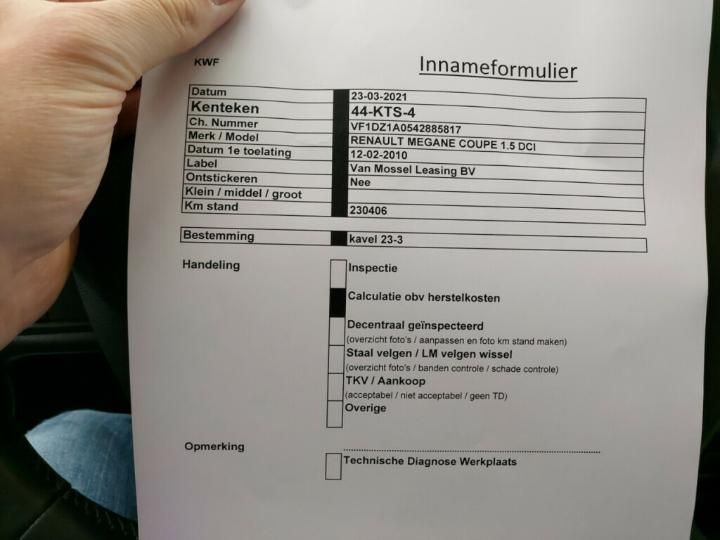 KWF
Innameformulier
Datum 23-03-2021
Kenteken 44-KTS-4
Ch. Nummer VF1DZ1A0542885817
Merk / Model RENAULT MEGANE COUPE 1.5 DCI
Datum 1e toelating 12-02-2010
Label Van Mossel Leasing BV
Ontstickeren Nee
Klein / middel / groot
Km stand 230406
Bestemming kavel 23-3
Handeling Inspectie
Calculatie obv herstelkosten
Decentraal geïnspecteerd
(overzicht foto's / aanpassen en foto km stand maken)
Staal velgen / LM velgen wissel
(overzicht foto's / banden controle / schade controle)
TKV / Aankoop
(acceptabel / niet acceptabel / geen TD)
Overige
Opmerking
Technische Diagnose Werkplaats